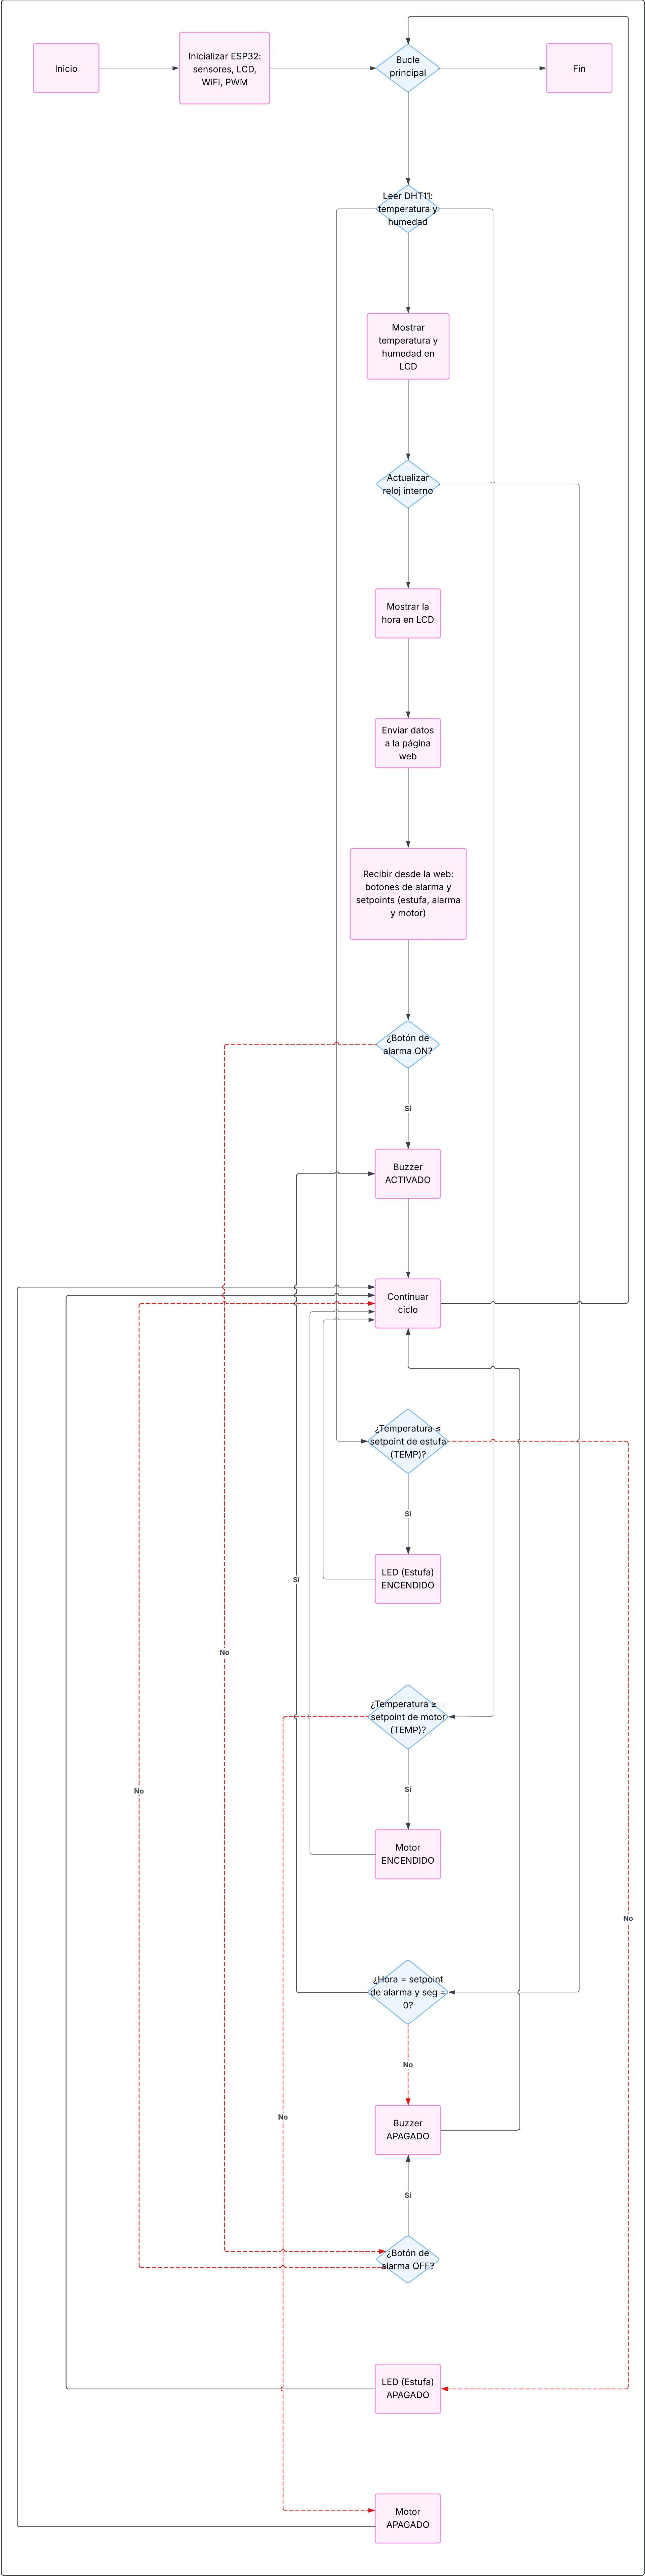 Inicio
Inicializar ESP32:
sensores, LCD,
WiFi, PWM
Bucle
principal
Fin
Leer DHT11:
temperatura y
humedad
Mostrar
temperatura y
humedad en
LCD
Actualizar
reloj interno
Mostrar la
hora en LCD
Enviar datos
a la página
web
Recibir desde la web:
botones de alarma y
setpoints (estufa, alarma
y motor)
¿Botón de
alarma ON?
Sí
Buzzer
ACTIVADO
Continuar
ciclo
¿Temperatura ≤
setpoint de estufa
(TEMP)?
Sí
LED (Estufa)
ENCENDIDO
Sí
No
¿Temperatura ≥
setpoint de motor
(TEMP)?
Sí
No
Motor
ENCENDIDO
No
¿Hora = setpoint
de alarma y seg =
0?
No
Buzzer
APAGADO
No
Sí
¿Botón de
alarma OFF?
LED (Estufa)
APAGADO
Motor
APAGADO